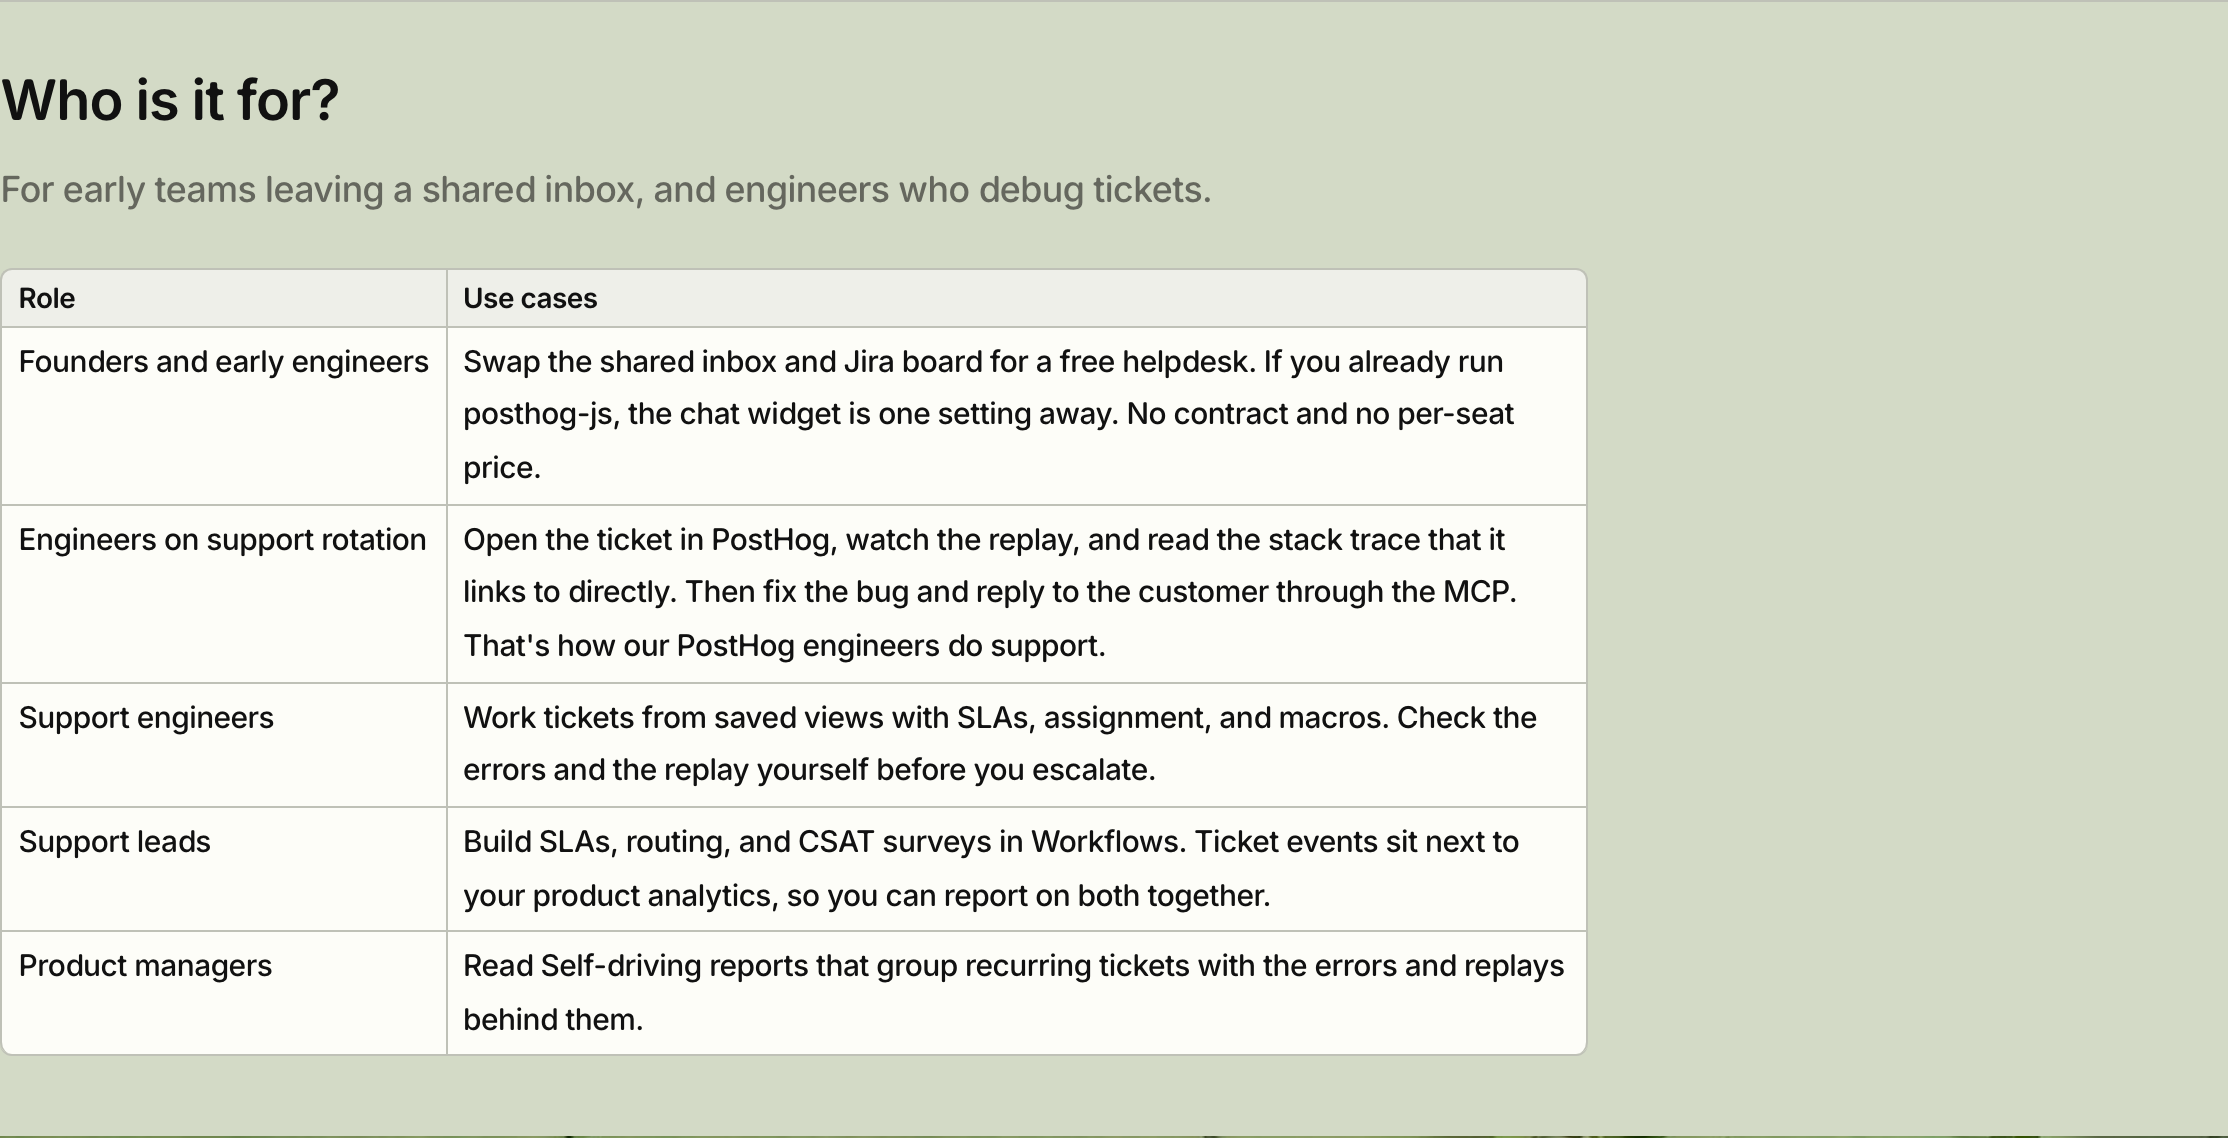 Who is it for?
For early teams leaving a shared inbox, and engineers who debug tickets.
Role
Use cases
Founders and early engineers
Swap the shared inbox and Jira board for a free helpdesk. If you already run
posthog-js, the chat widget is one setting away. No contract and no per-seat
price.
Engineers on support rotation
Open the ticket in PostHog, watch the replay, and read the stack trace that it
links to directly. Then fix the bug and reply to the customer through the MCP.
That's how our PostHog engineers do support.
Support engineers
Work tickets from saved views with SLAs, assignment, and macros. Check the
errors and the replay yourself before you escalate.
Support leads
Build SLAs, routing, and CSAT surveys in Workflows. Ticket events sit next to
your product analytics, so you can report on both together.
Product managers
Read Self-driving reports that group recurring tickets with the errors and replays
behind them.